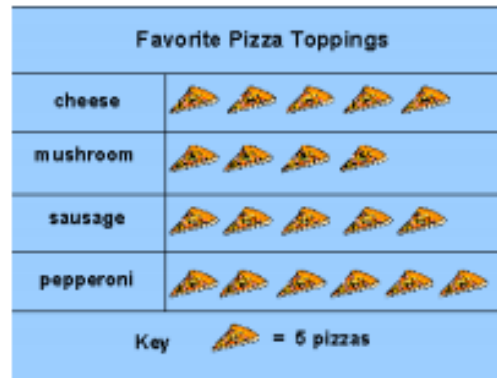 Favorite Pizza Toppings
cheese
mushroom
sausage
pepperoni
Key = 5 pizzas